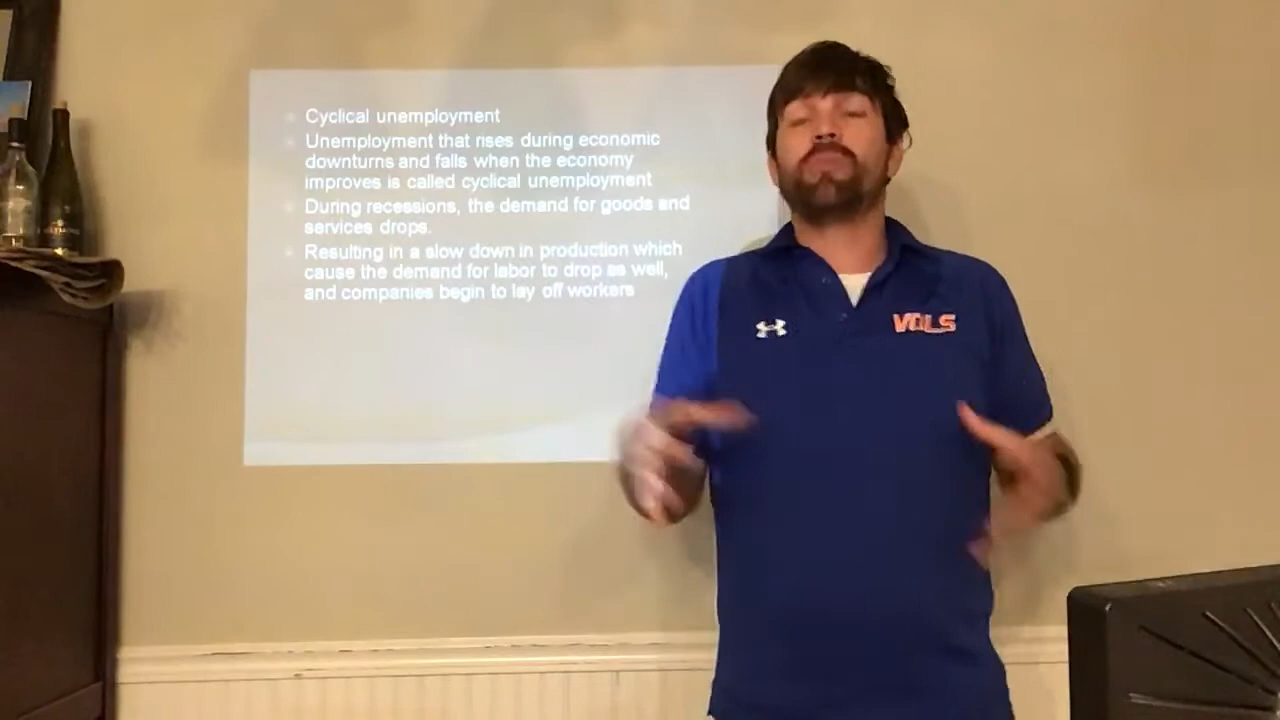 Cyclical unemployment
Unemployment that rises during economic
downturns and falls when the economy
improves is called cyclical unemployment
During recessions, the demand for goods and
services drops.
Resulting in a slow down in production which
cause the demand for labor to drop as well,
and companies begin to lay off workers
VOLS